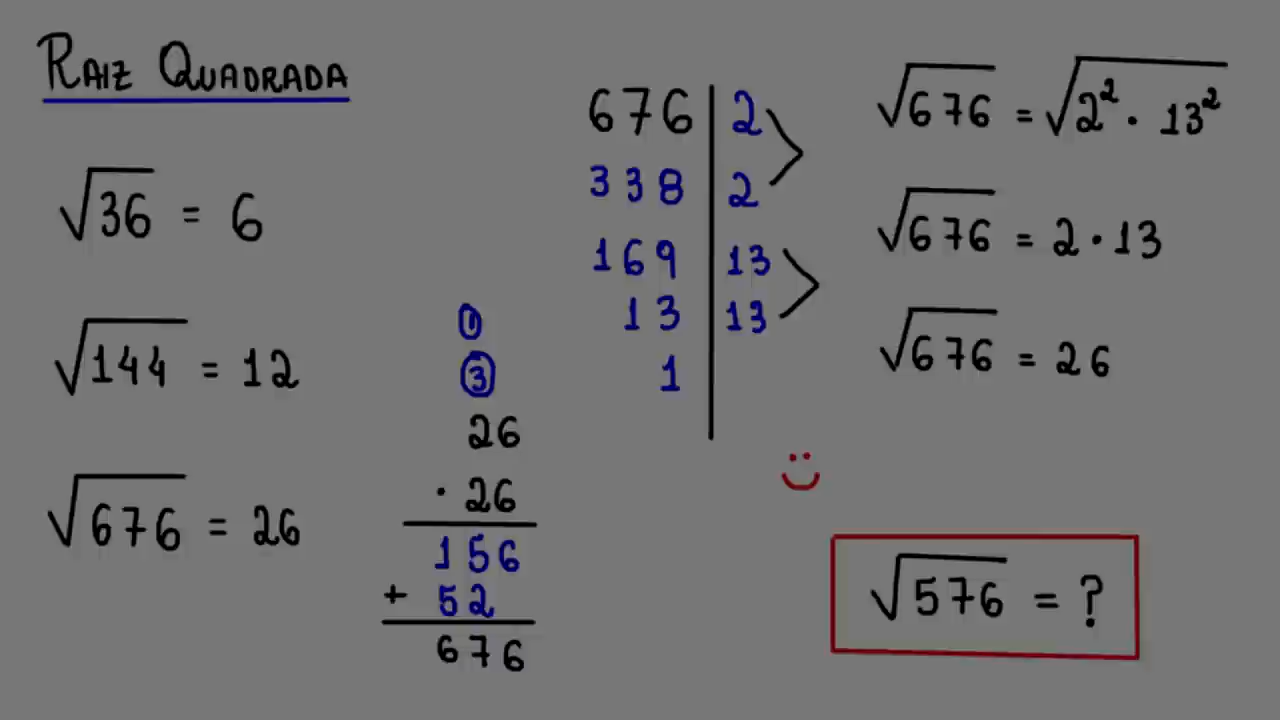 RAIZ QUADRADA
√36 = 6
√144 = 12
√676 = 26
1
3
26
· 26
156
+ 52
676
676 | 2
338 | 2
169 | 13
13 | 13
1
√676 = √2² · 13²
√676 = 2 · 13
√676 = 26
√576 = ?